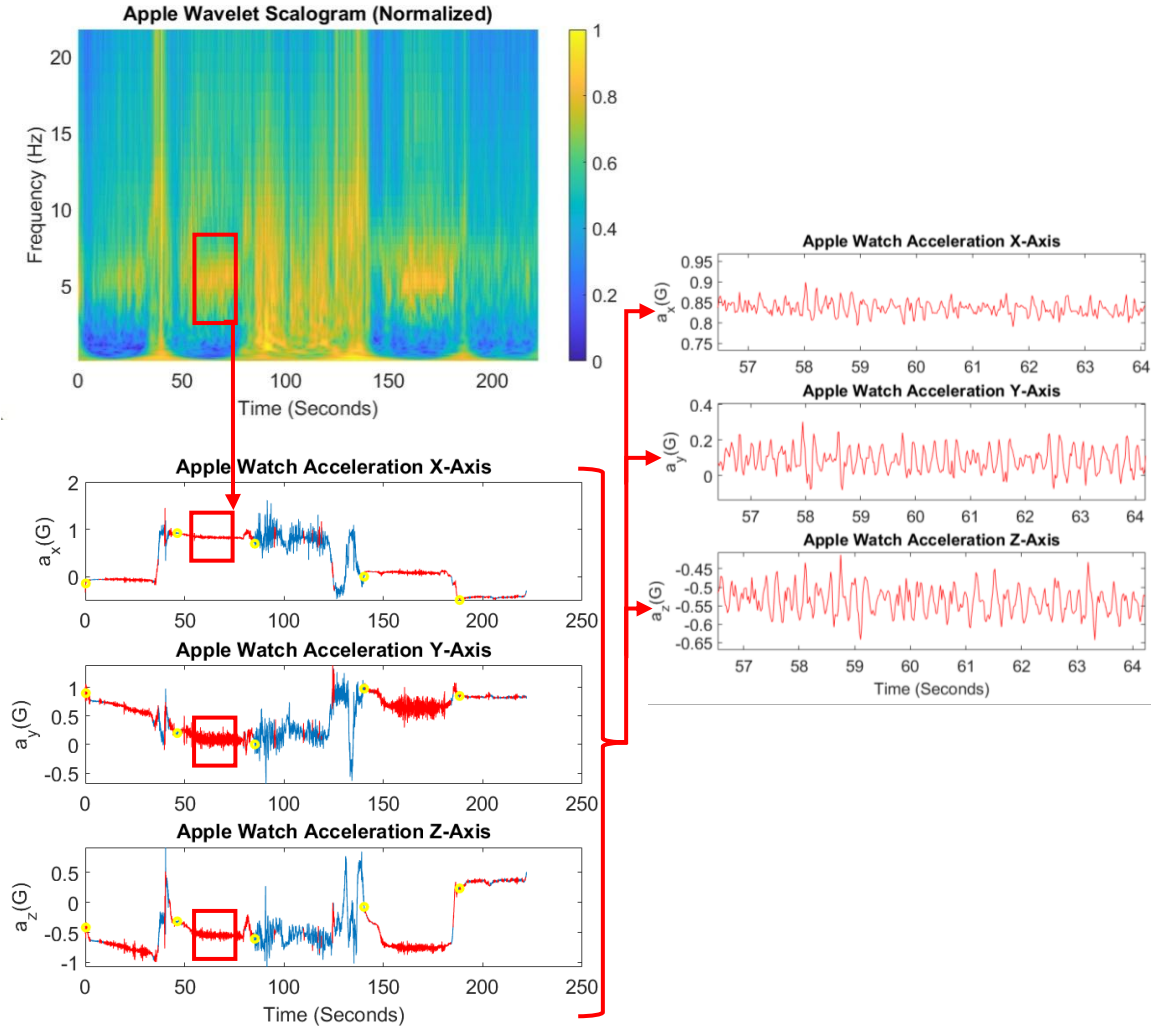 Apple Wavelet Scalogram (Normalized)
Frequency (Hz)
20
15
10
5
0 50 100 150 200
Time (Seconds)
1
0.8
0.6
0.4
0.2
0
Apple Watch Acceleration X-Axis
a_x(G)
2
1
0
0 50 100 150 200 250
Apple Watch Acceleration Y-Axis
a_y(G)
1
0.5
0
-0.5
0 50 100 150 200 250
Apple Watch Acceleration Z-Axis
a_z(G)
0.5
0
-0.5
-1
0 50 100 150 200 250
Time (Seconds)
Apple Watch Acceleration X-Axis
a_x(G)
0.95
0.9
0.85
0.8
0.75
57 58 59 60 61 62 63 64
Apple Watch Acceleration Y-Axis
a_y(G)
0.4
0.2
0
57 58 59 60 61 62 63 64
Apple Watch Acceleration Z-Axis
a_z(G)
-0.45
-0.5
-0.55
-0.6
-0.65
57 58 59 60 61 62 63 64
Time (Seconds)